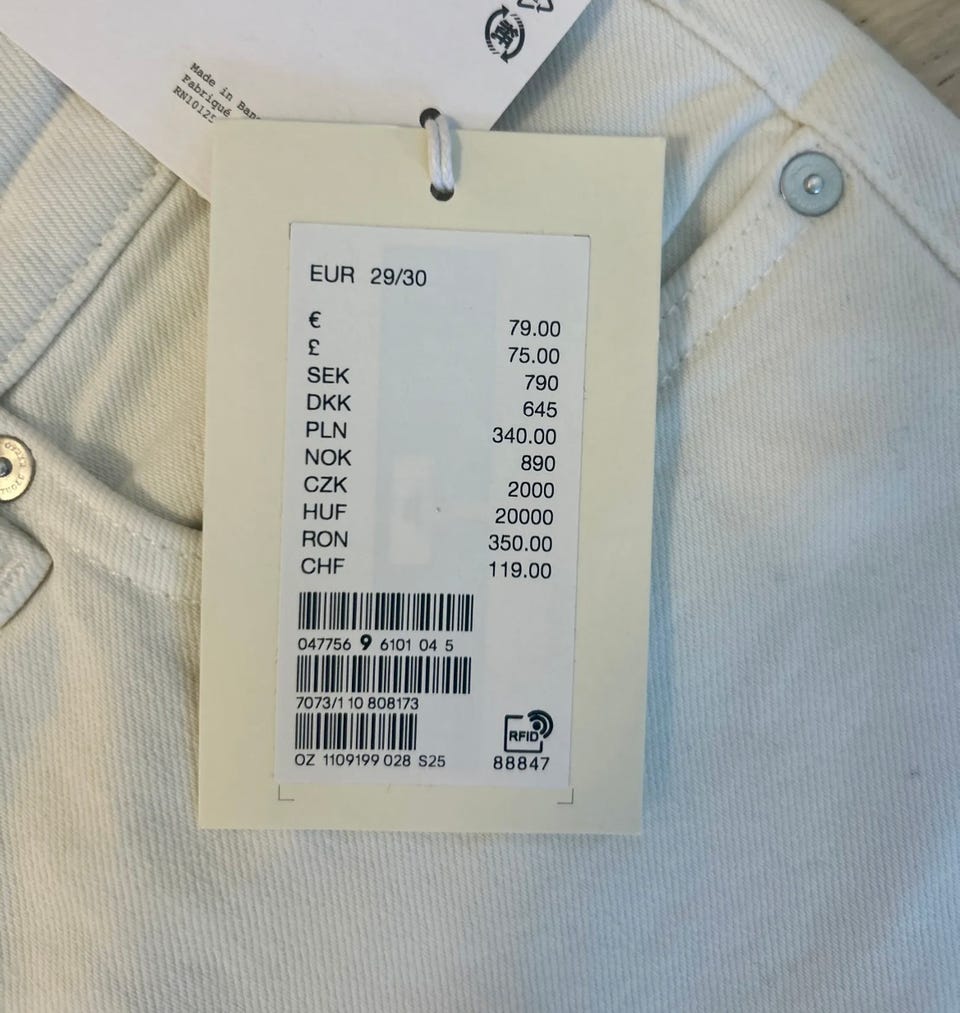 紙
Made in Ban
Fabriqué
RN10125
EUR 29/30
€ 79.00
£ 75.00
SEK 790
DKK 645
PLN 340.00
NOK 890
CZK 2000
HUF 20000
RON 350.00
CHF 119.00
047756 9 6101 04 5
7073/1 10 808173
RFID
OZ 1109199 028 S25
88847